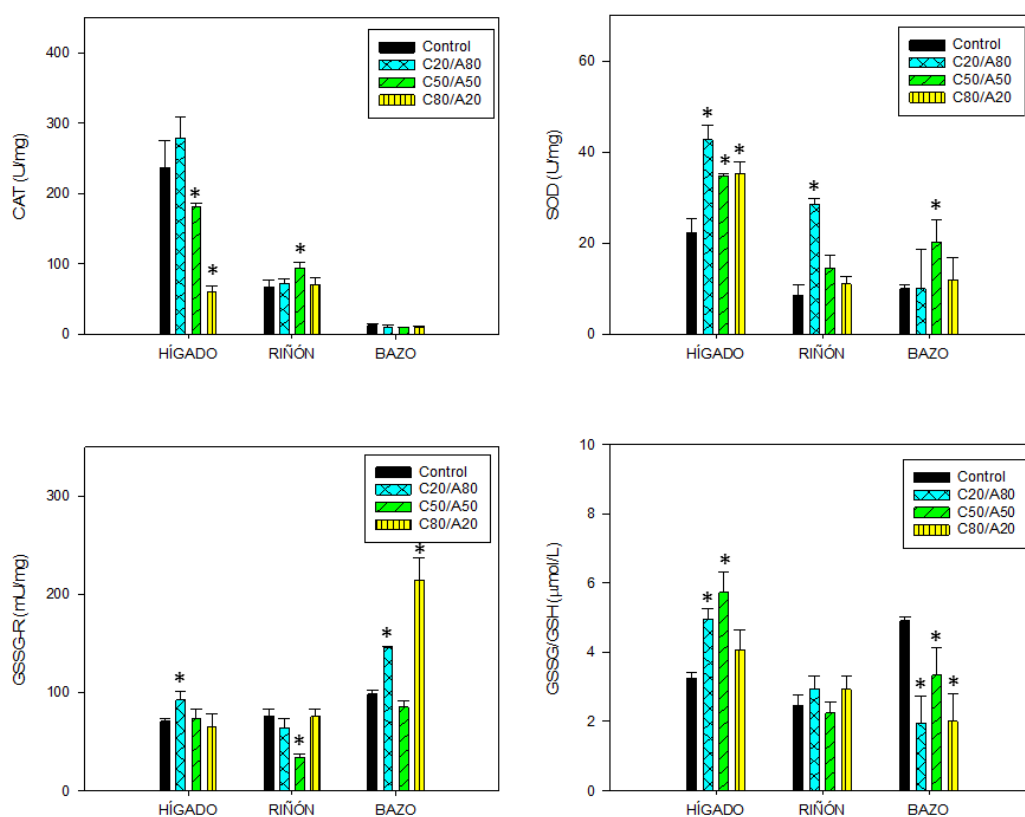 CAT (U/mg)
400
300
200
100
0
Control
C20/A80
C50/A50
C80/A20
*
*
*
HÍGADO
RIÑÓN
BAZO
SOD (U/mg)
60
40
20
0
Control
C20/A80
C50/A50
C80/A20
*
*
*
*
*
HÍGADO
RIÑÓN
BAZO
GSSG-R (mU/mg)
300
200
100
0
Control
C20/A80
C50/A50
C80/A20
*
*
*
*
HÍGADO
RIÑÓN
BAZO
GSSG/GSH (µmol/L)
10
8
6
4
2
0
Control
C20/A80
C50/A50
C80/A20
*
*
*
*
*
HÍGADO
RIÑÓN
BAZO